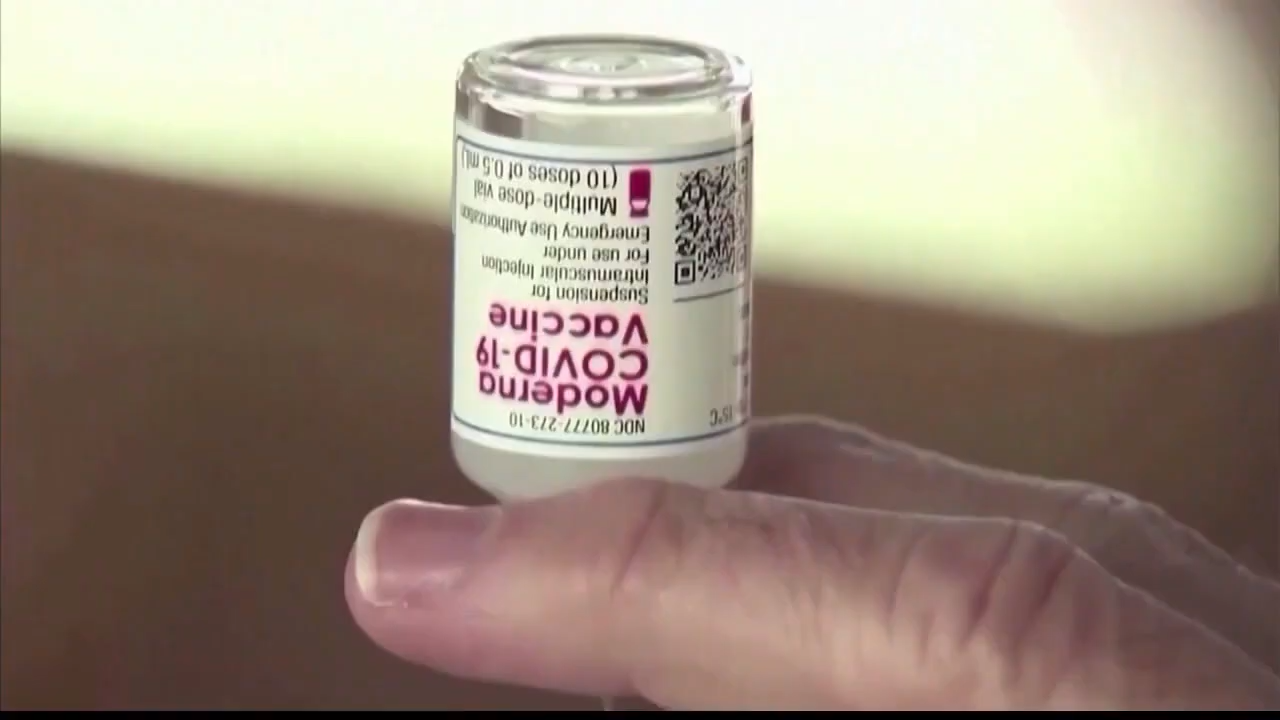 NDC 80777-273-10
Moderna
COVID-19
Vaccine
Suspension for
Intramuscular Injection
For use under
Emergency Use Authorization
Multiple-dose vial
(10 doses of 0.5 mL)
15°C